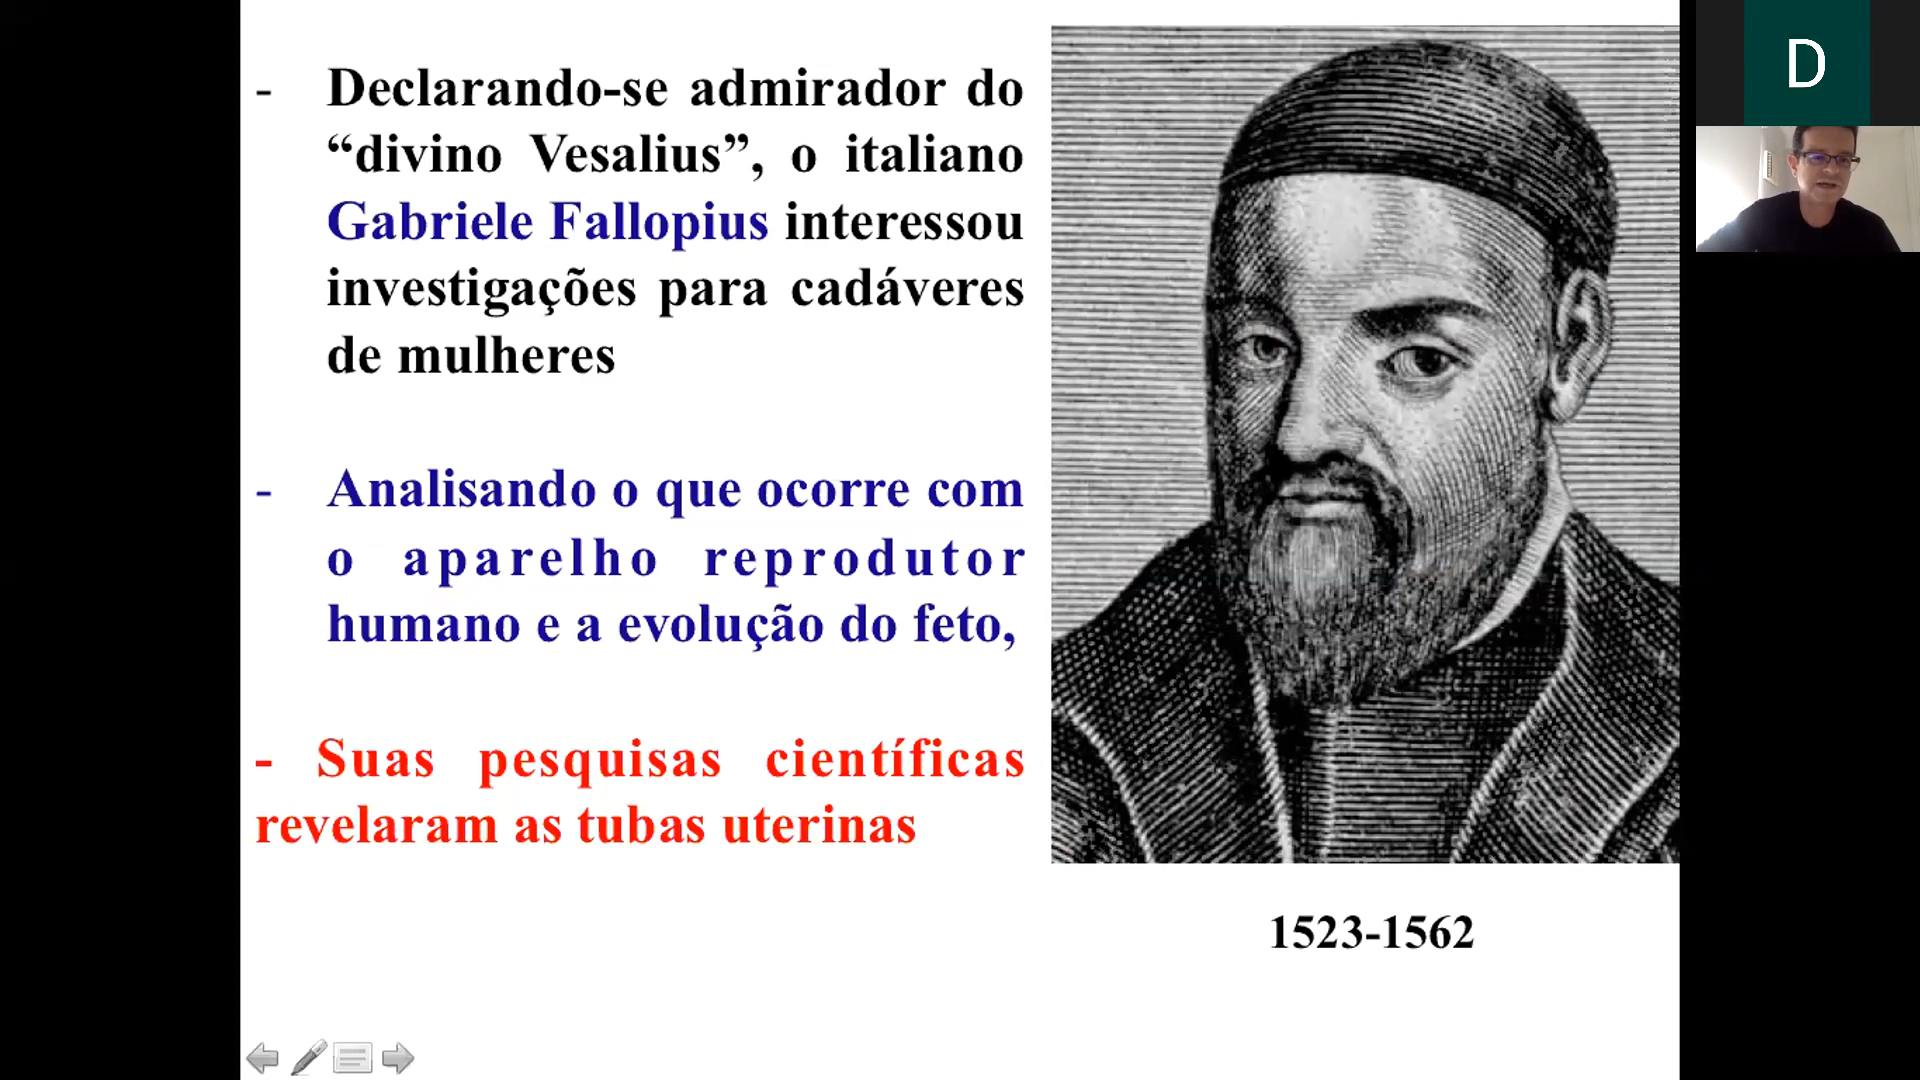 - Declarando-se admirador do
“divino Vesalius”, o italiano
Gabriele Fallopius interessou
investigações para cadáveres
de mulheres
- Analisando o que ocorre com
o aparelho reprodutor
humano e a evolução do feto,
- Suas pesquisas científicas
revelaram as tubas uterinas
1523-1562
D